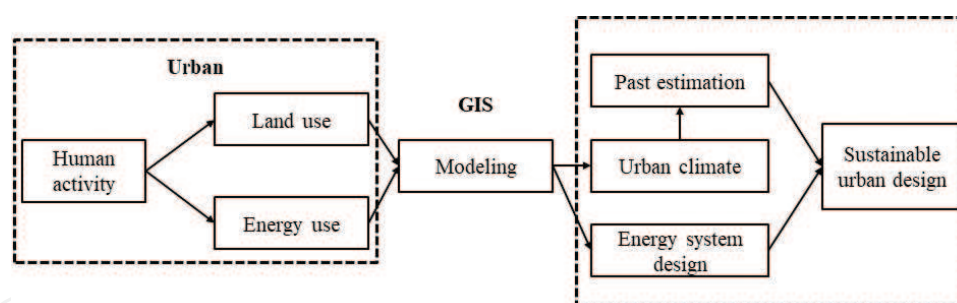 Urban
Human
activity
Land use
Energy use
GIS
Modeling
Past estimation
Urban climate
Energy system
design
Sustainable
urban design